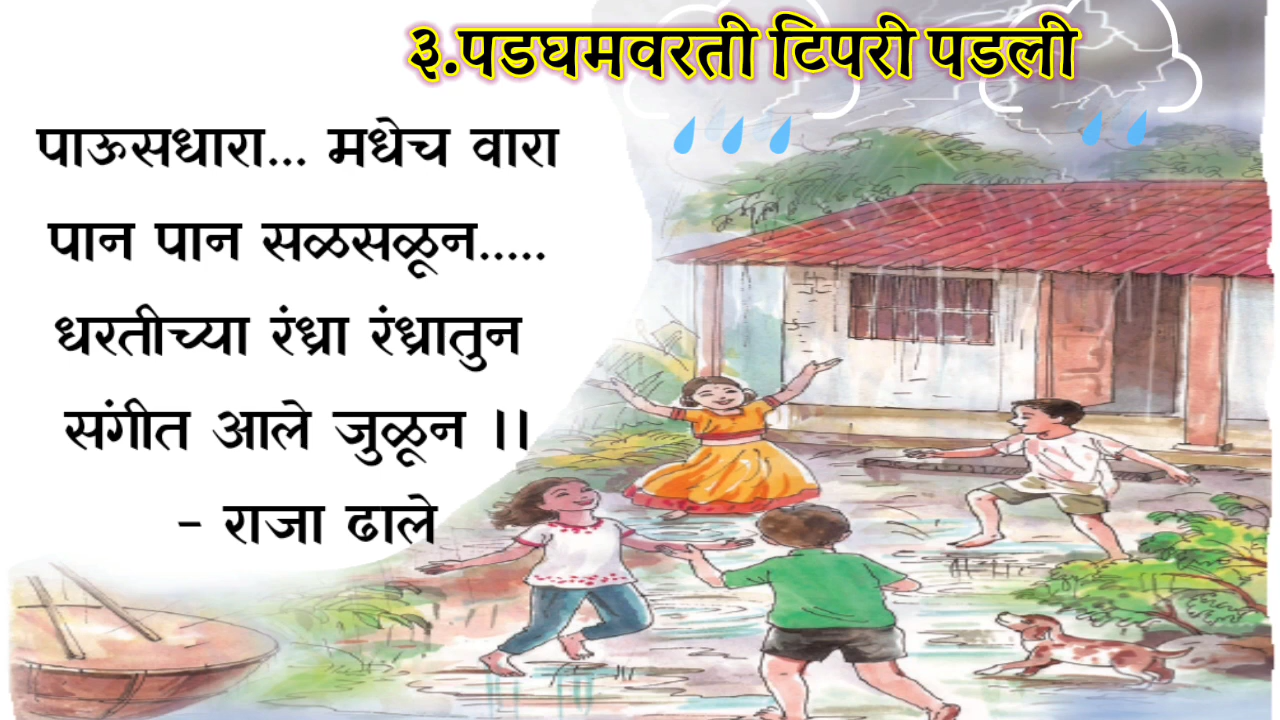 ३.पडघमवरती टिपरी पडली
पाऊसधारा... मधेच वारा
पान पान सळसळून.....
धरतीच्या रंध्रा रंध्रातुन
संगीत आले जुळून ।।
- राजा ढाले